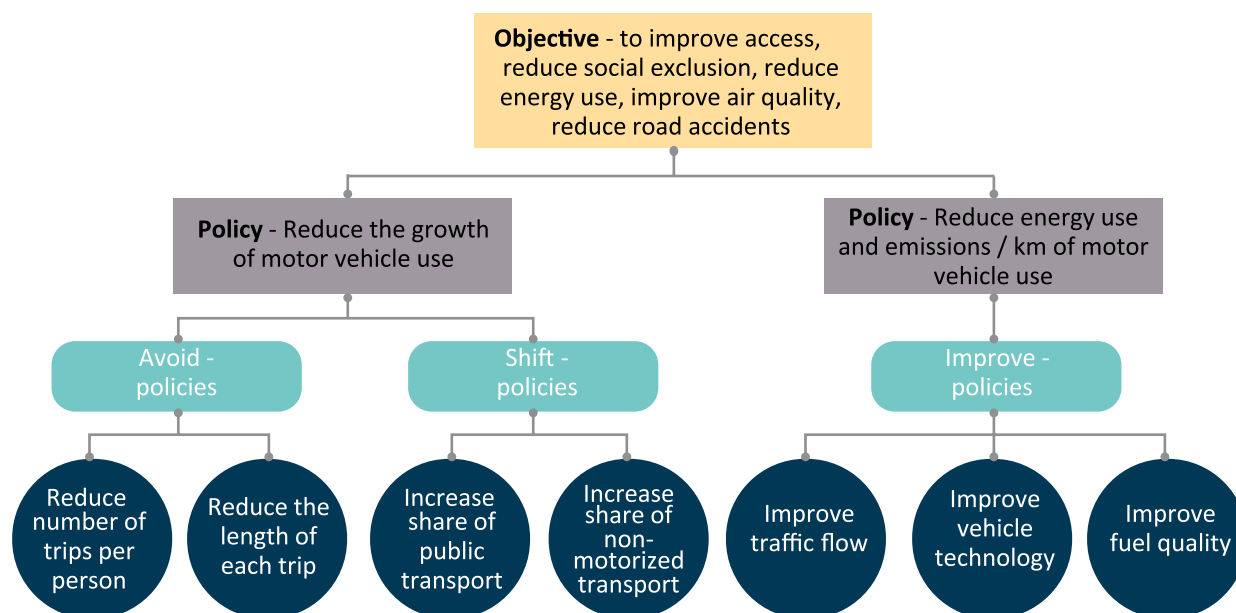 Objective - to improve access,
reduce social exclusion, reduce
energy use, improve air quality,
reduce road accidents
Policy - Reduce the growth
of motor vehicle use
Policy - Reduce energy use
and emissions / km of motor
vehicle use
Avoid -
policies
Shift -
policies
Improve -
policies
Reduce
number of
trips per
person
Reduce the
length of
each trip
Increase
share of
public
transport
Increase
share of
non-
motorized
transport
Improve
traffic flow
Improve
vehicle
technology
Improve
fuel quality